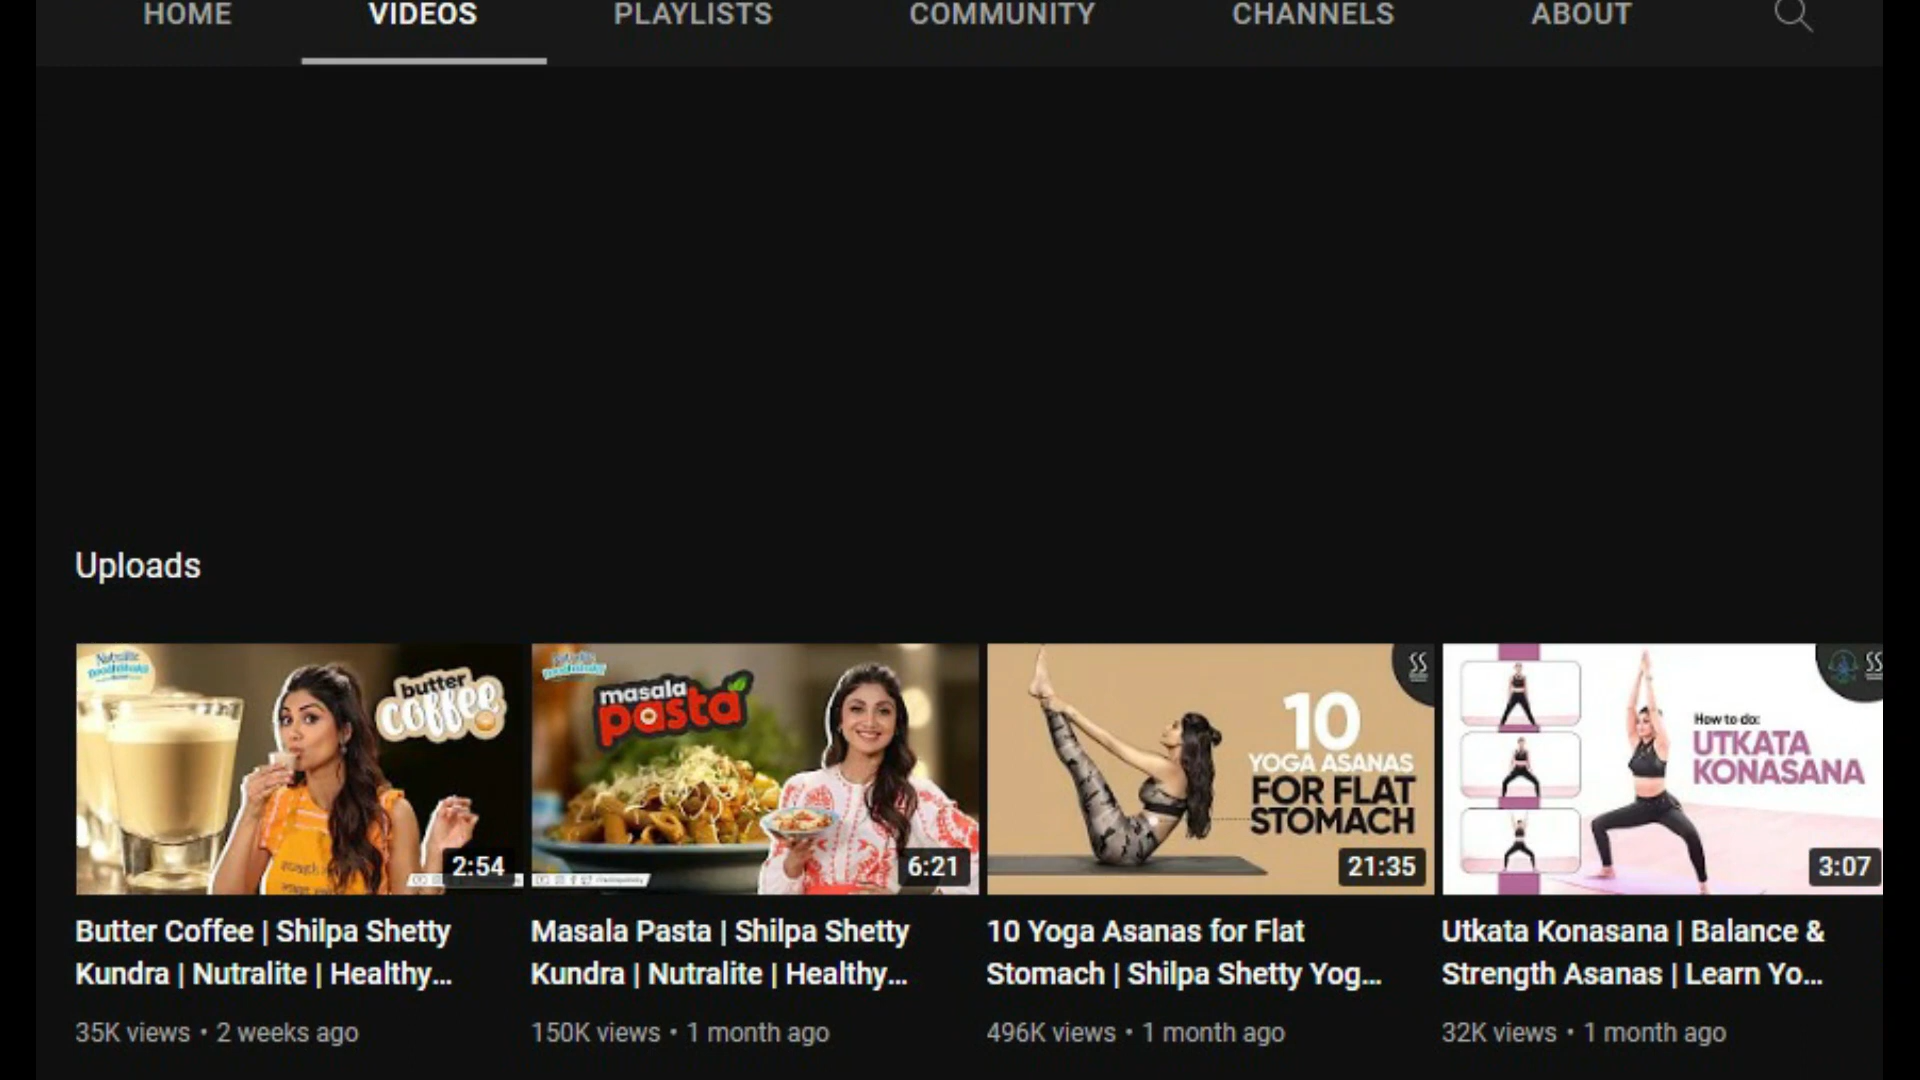 HOME VIDEOS PLAYLISTS COMMUNITY CHANNELS ABOUT
Uploads
Nutralite
butter
coffee
2:54
masala
pasta
6:21
SS
10
YOGA ASANAS
FOR FLAT
STOMACH
21:35
SS
How to do:
UTKATA
KONASANA
3:07
Butter Coffee | Shilpa Shetty
Kundra | Nutralite | Healthy...
35K views • 2 weeks ago
Masala Pasta | Shilpa Shetty
Kundra | Nutralite | Healthy...
150K views • 1 month ago
10 Yoga Asanas for Flat
Stomach | Shilpa Shetty Yog...
496K views • 1 month ago
Utkata Konasana | Balance &
Strength Asanas | Learn Yo...
32K views • 1 month ago